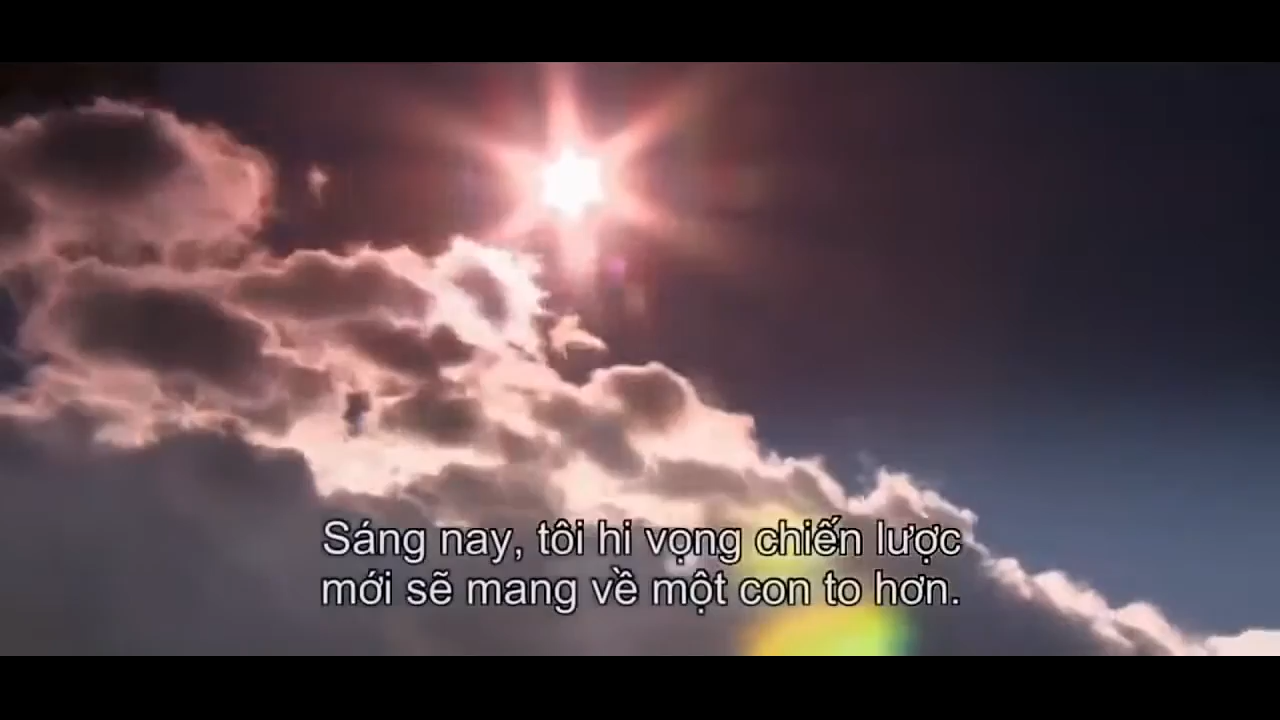 Sáng nay, tôi hi vọng chiến lược
mới sẽ mang về một con to hơn.